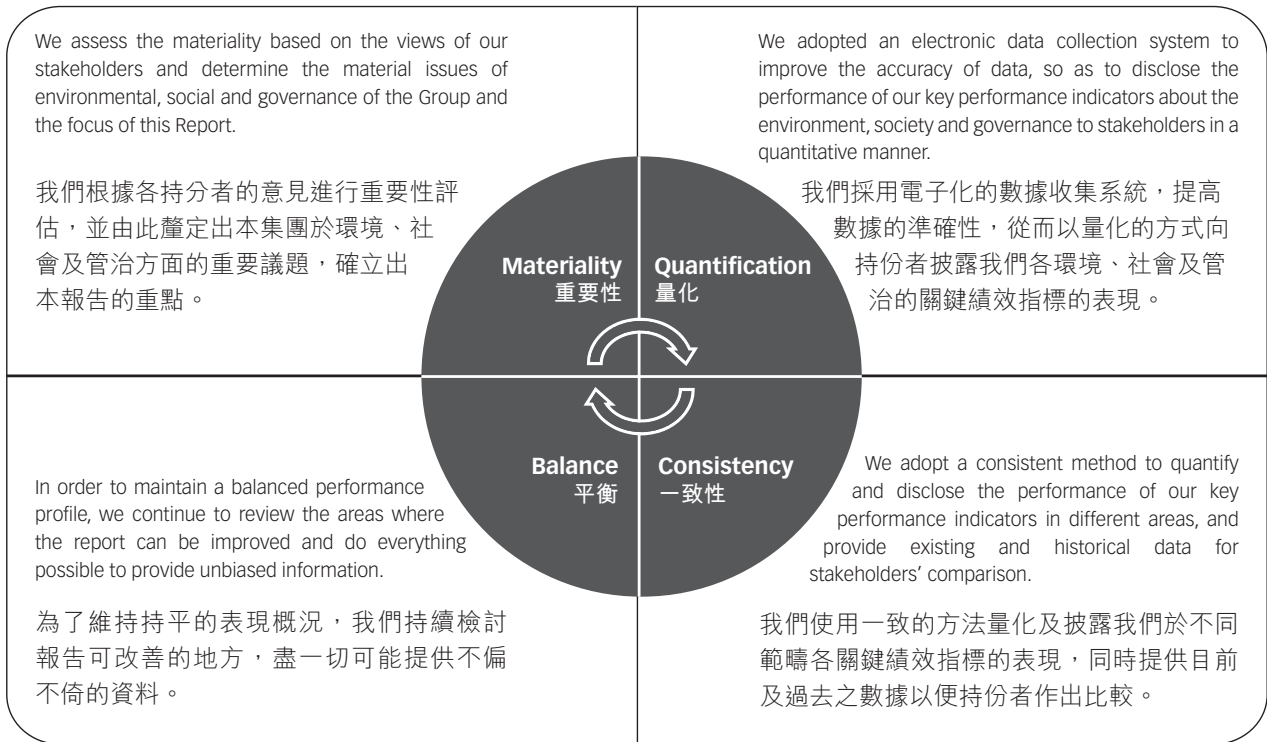 We assess the materiality based on the views of our
stakeholders and determine the material issues of
environmental, social and governance of the Group and
the focus of this Report.
我們根據各持分者的意見進行重要性評
估，並由此釐定出本集團於環境、社
會及管治方面的重要議題，確立出
本報告的重點。
Materiality
重要性
We adopted an electronic data collection system to
improve the accuracy of data, so as to disclose the
performance of our key performance indicators about the
environment, society and governance to stakeholders in a
quantitative manner.
我們採用電子化的數據收集系統，提高
數據的準確性，從而以量化的方式向
持份者披露我們各環境、社會及管
治的關鍵績效指標的表現。
Quantification
量化
Balance
平衡
In order to maintain a balanced performance
profile, we continue to review the areas where
the report can be improved and do everything
possible to provide unbiased information.
為了維持持平的表現概況，我們持續檢討
報告可改善的地方，盡一切可能提供不偏
不倚的資料。
Consistency
一致性
We adopt a consistent method to quantify
and disclose the performance of our key
performance indicators in different areas, and
provide existing and historical data for
stakeholders’ comparison.
我們使用一致的方法量化及披露我們於不同
範疇各關鍵績效指標的表現，同時提供目前
及過去之數據以便持份者作出比較。